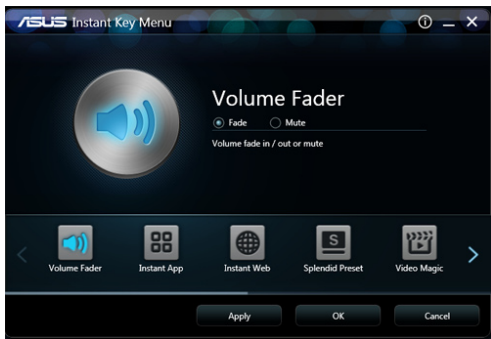 ASUS Instant Key Menu
Volume Fader
Fade Mute
Volume fade in / out or mute
S
Volume Fader Instant App Instant Web Splendid Preset Video Magic
Apply OK Cancel